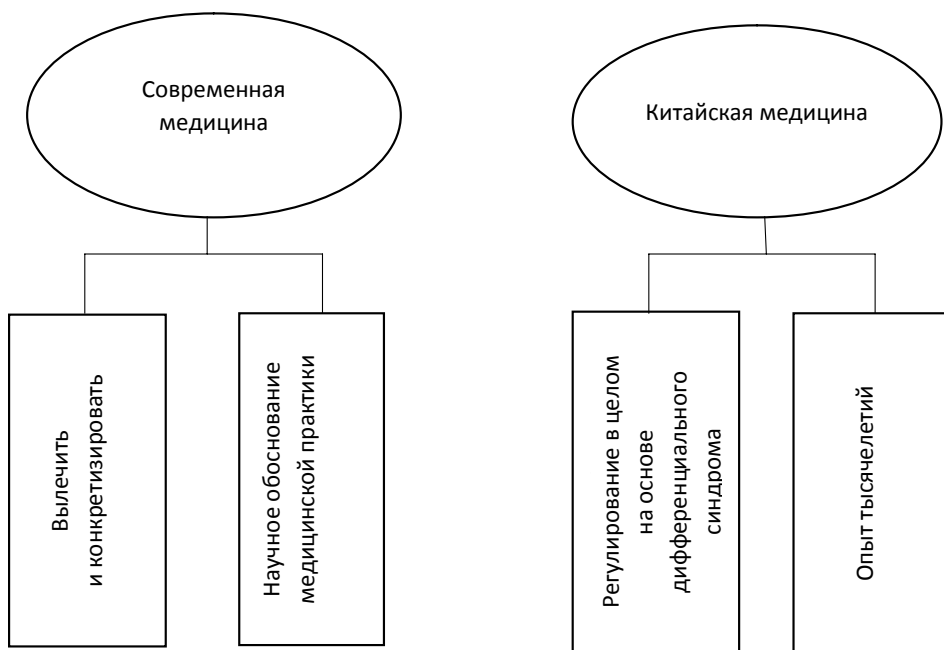 Современная
медицина
Китайская медицина
Вылечить
и конкретизировать
Научное обоснование
медицинской практики
Регулирование в целом
на основе
дифференциального
синдрома
Опыт тысячелетий